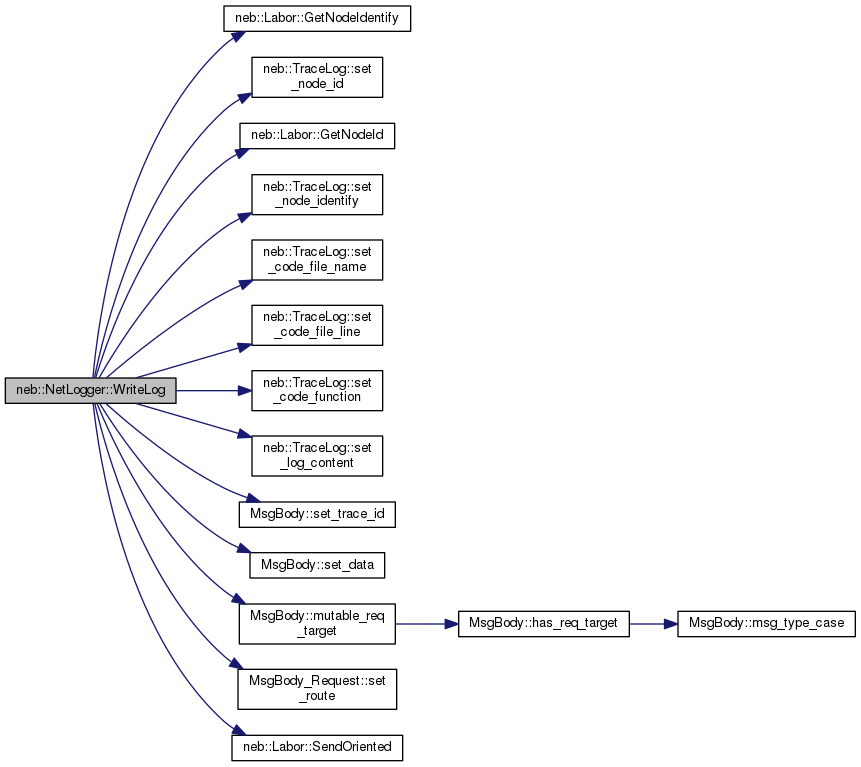 neb::Labor::GetNodeIdentify
neb::TraceLog::set
_node_id
neb::Labor::GetNodeId
neb::TraceLog::set
_node_identify
neb::TraceLog::set
_code_file_name
neb::TraceLog::set
_code_file_line
neb::NetLogger::WriteLog
neb::TraceLog::set
_code_function
neb::TraceLog::set
_log_content
MsgBody::set_trace_id
MsgBody::set_data
MsgBody::mutable_req
_target
MsgBody::has_req_target
MsgBody::msg_type_case
MsgBody_Request::set
_route
neb::Labor::SendOriented